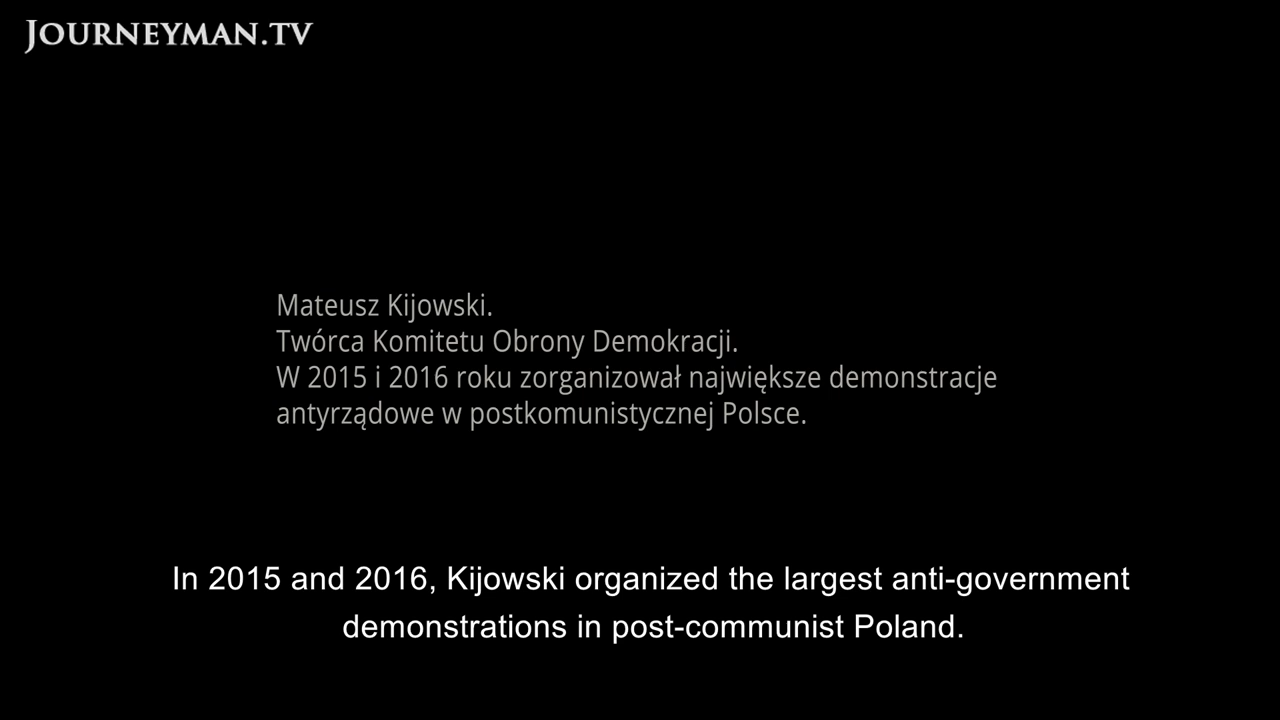 JOURNEYMAN.TV
Mateusz Kijowski.
Twórca Komitetu Obrony Demokracji.
W 2015 i 2016 roku zorganizował największe demonstracje
antyrządowe w postkomunistycznej Polsce.
In 2015 and 2016, Kijowski organized the largest anti-government
demonstrations in post-communist Poland.